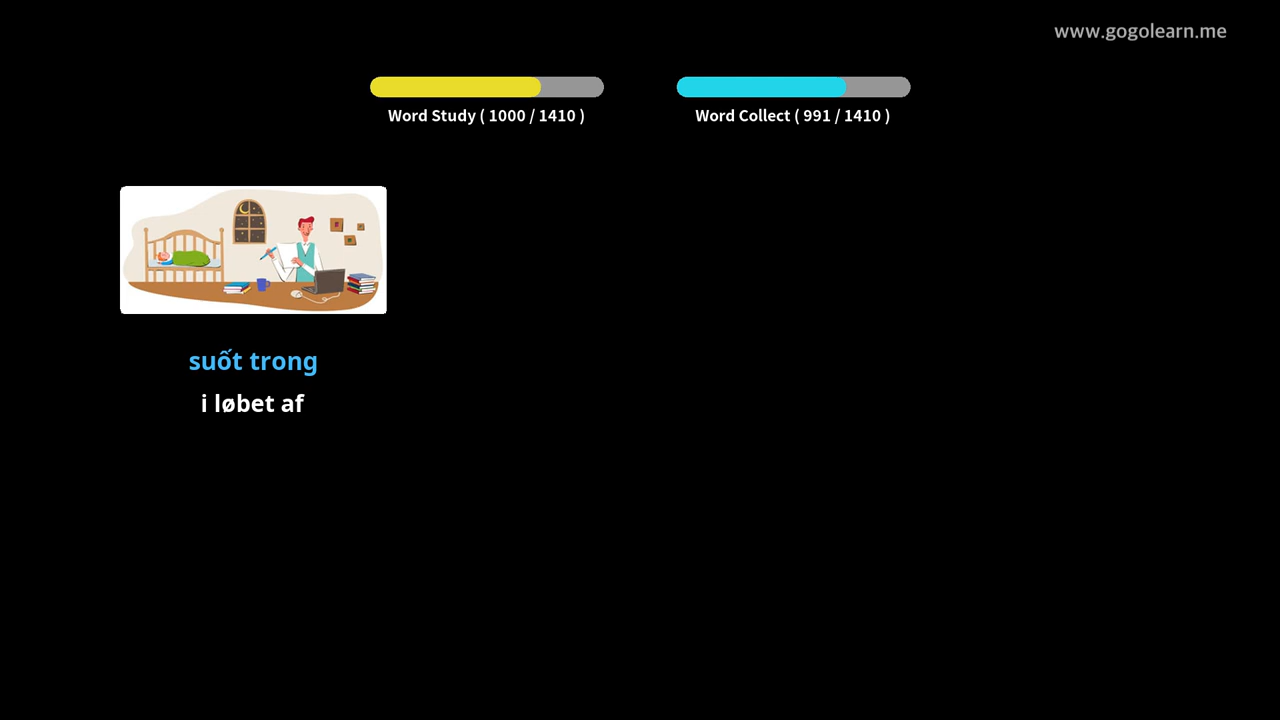 www.gogolearn.me
Word Study ( 1000 / 1410 )
Word Collect ( 991 / 1410 )
suốt trong
i løbet af